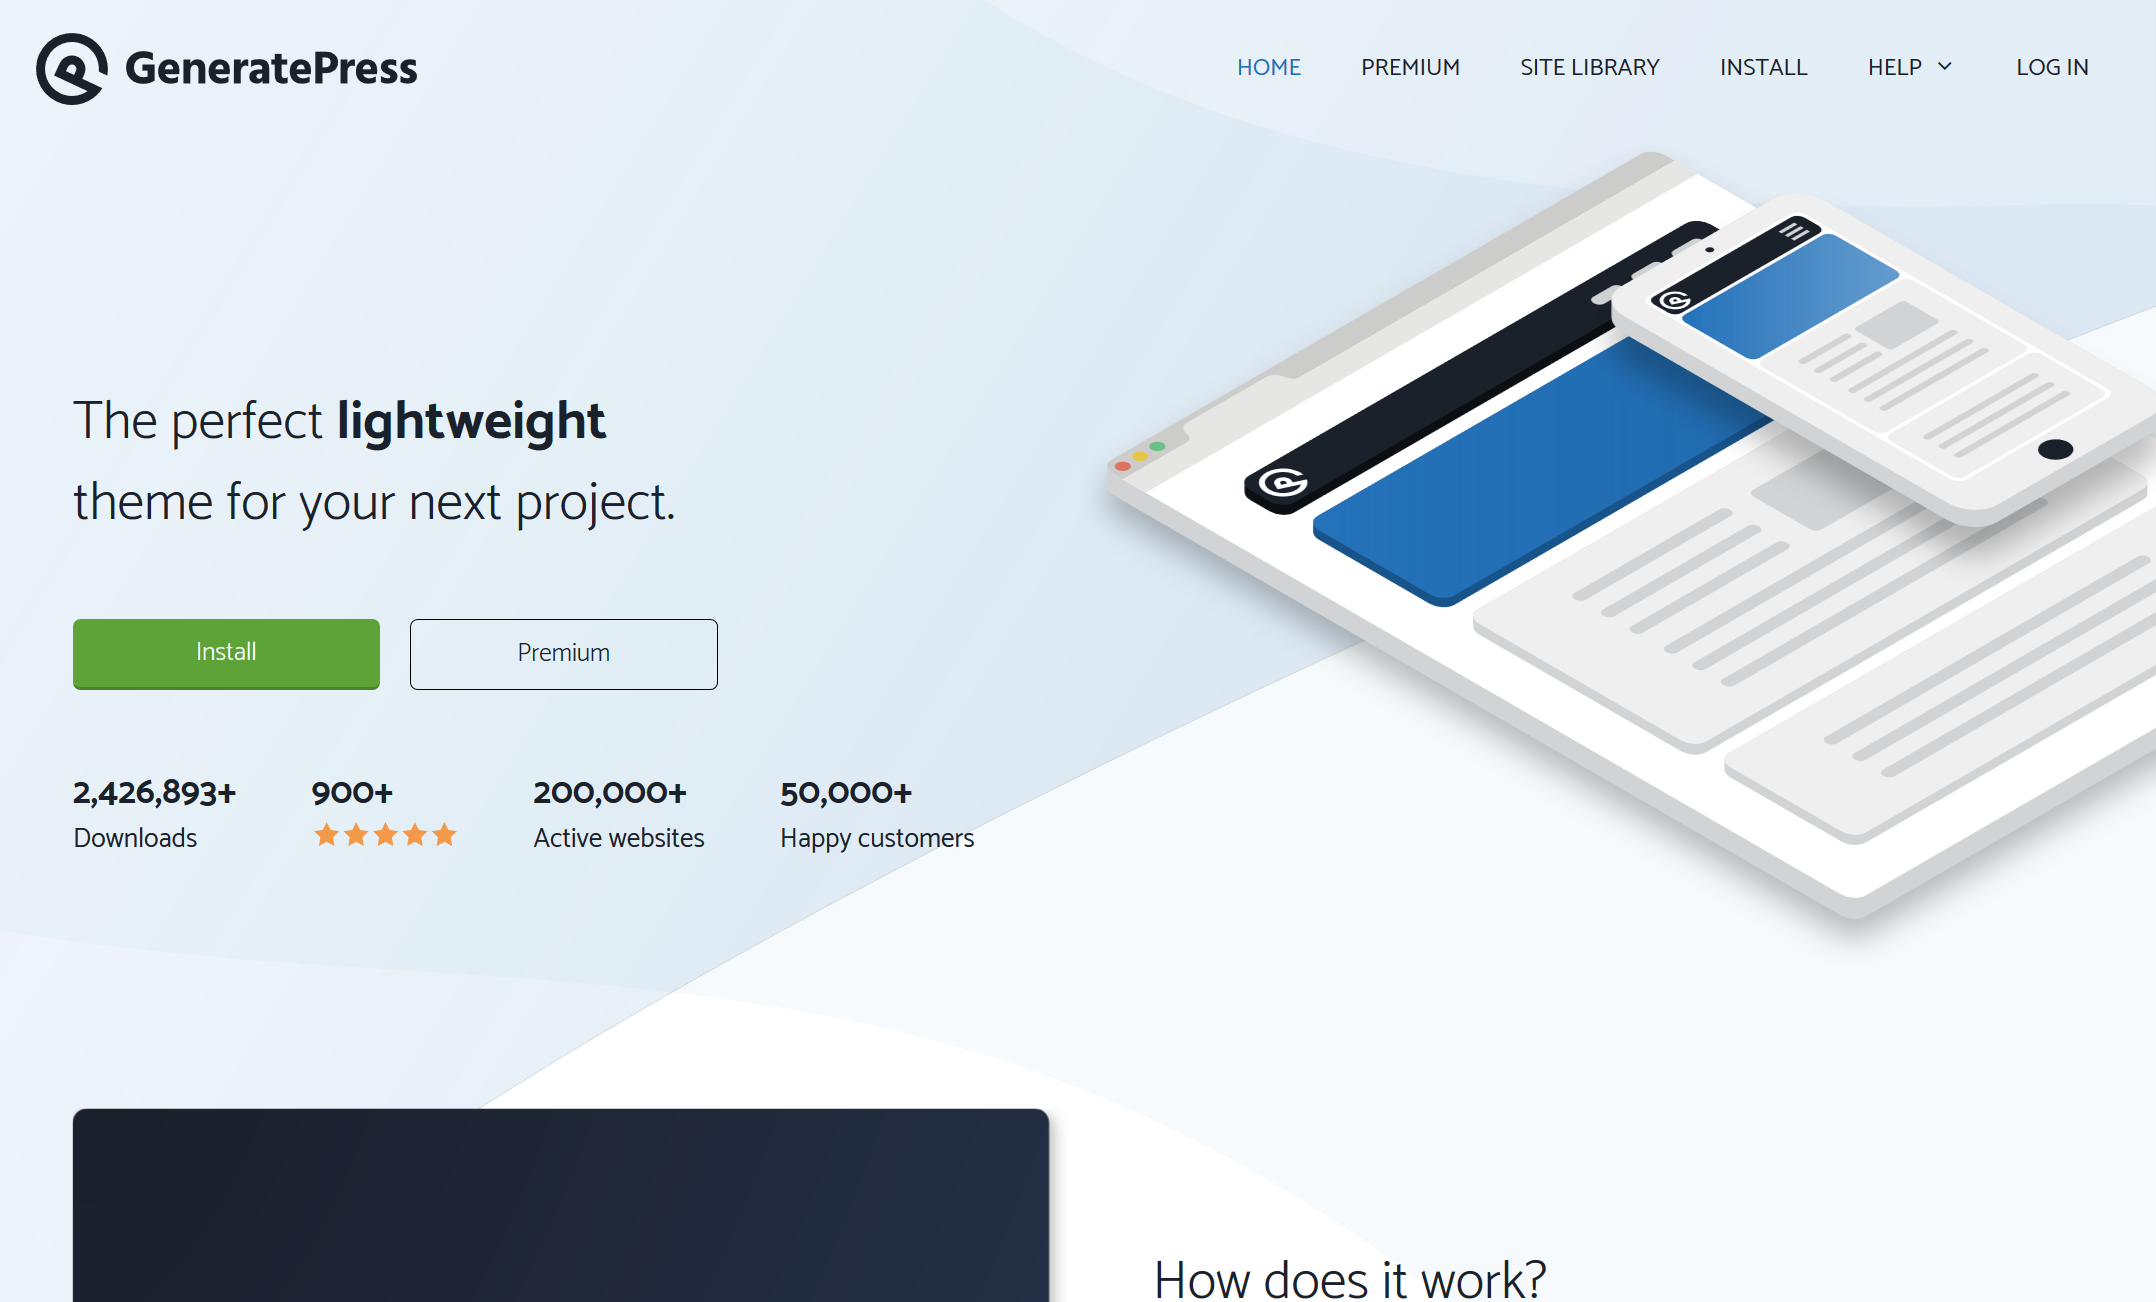 GeneratePress
HOME PREMIUM SITE LIBRARY INSTALL HELP LOG IN
The perfect lightweight
theme for your next project.
Install Premium
2,426,893+ 900+ 200,000+ 50,000+
Downloads Active websites Happy customers
How does it work?